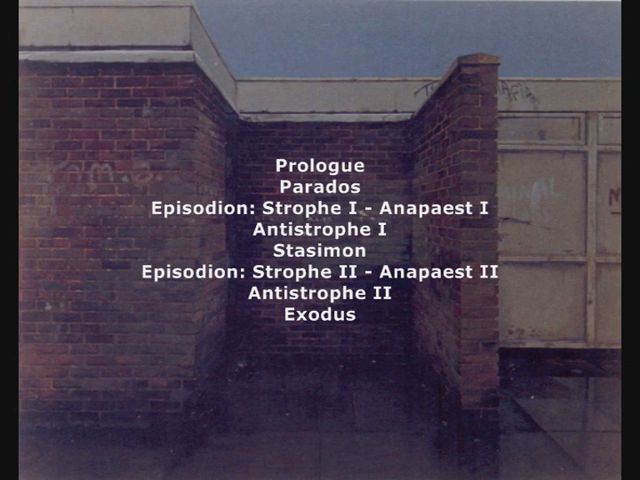 Prologue
Parados
Episodion: Strophe I - Anapaest I
Antistrophe I
Stasimon
Episodion: Strophe II - Anapaest II
Antistrophe II
Exodus